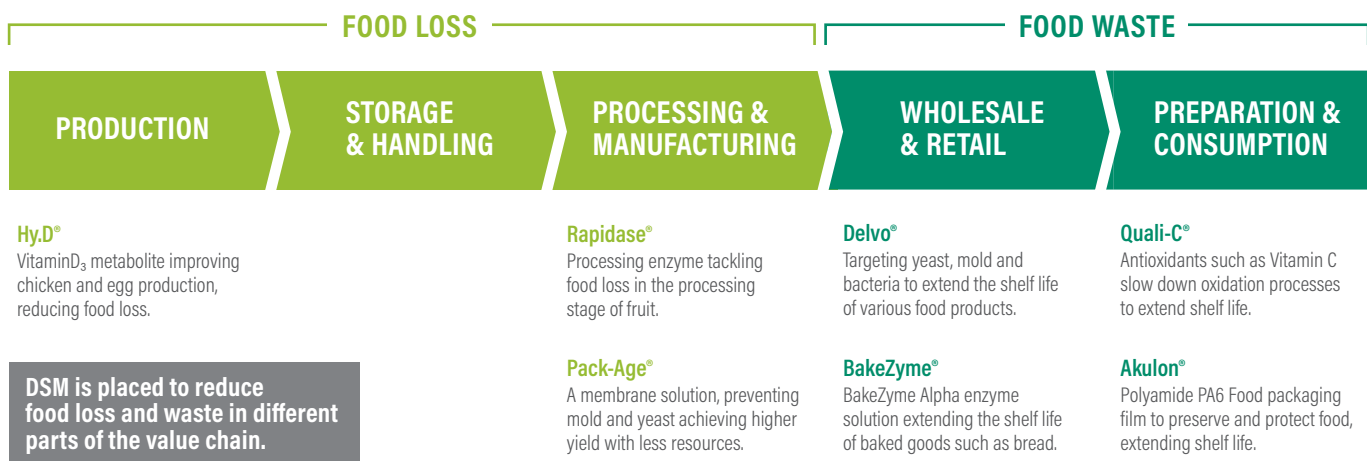 FOOD LOSS
FOOD WASTE
PRODUCTION
STORAGE
& HANDLING
PROCESSING &
MANUFACTURING
WHOLESALE
& RETAIL
PREPARATION &
CONSUMPTION
Hy.D®
VitaminD₃ metabolite improving
chicken and egg production,
reducing food loss.
Rapidase®
Processing enzyme tackling
food loss in the processing
stage of fruit.
Delvo®
Targeting yeast, mold and
bacteria to extend the shelf life
of various food products.
Quali-C®
Antioxidants such as Vitamin C
slow down oxidation processes
to extend shelf life.
DSM is placed to reduce
food loss and waste in different
parts of the value chain.
Pack-Age®
A membrane solution, preventing
mold and yeast achieving higher
yield with less resources.
BakeZyme®
BakeZyme Alpha enzyme
solution extending the shelf life
of baked goods such as bread.
Akulon®
Polyamide PA6 Food packaging
film to preserve and protect food,
extending shelf life.